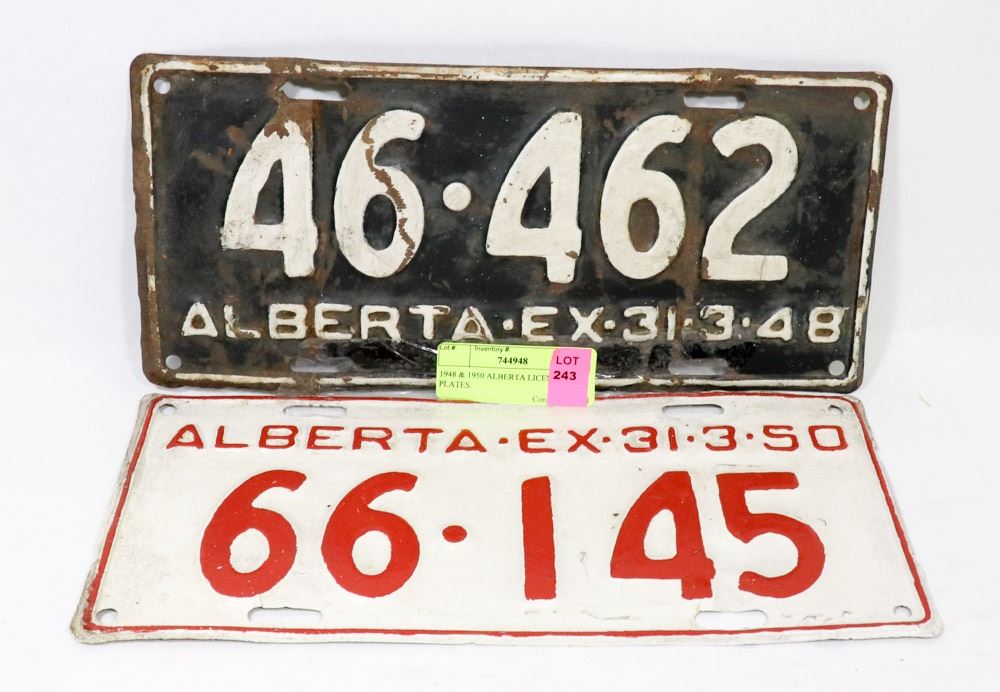 46·462
ALBERTA·EX·31·3·48
Lot #: Inventory #: LOT
744948 243
1948 & 1950 ALBERTA
PLATES.
ALBERTA·EX·31·3·50
66·145